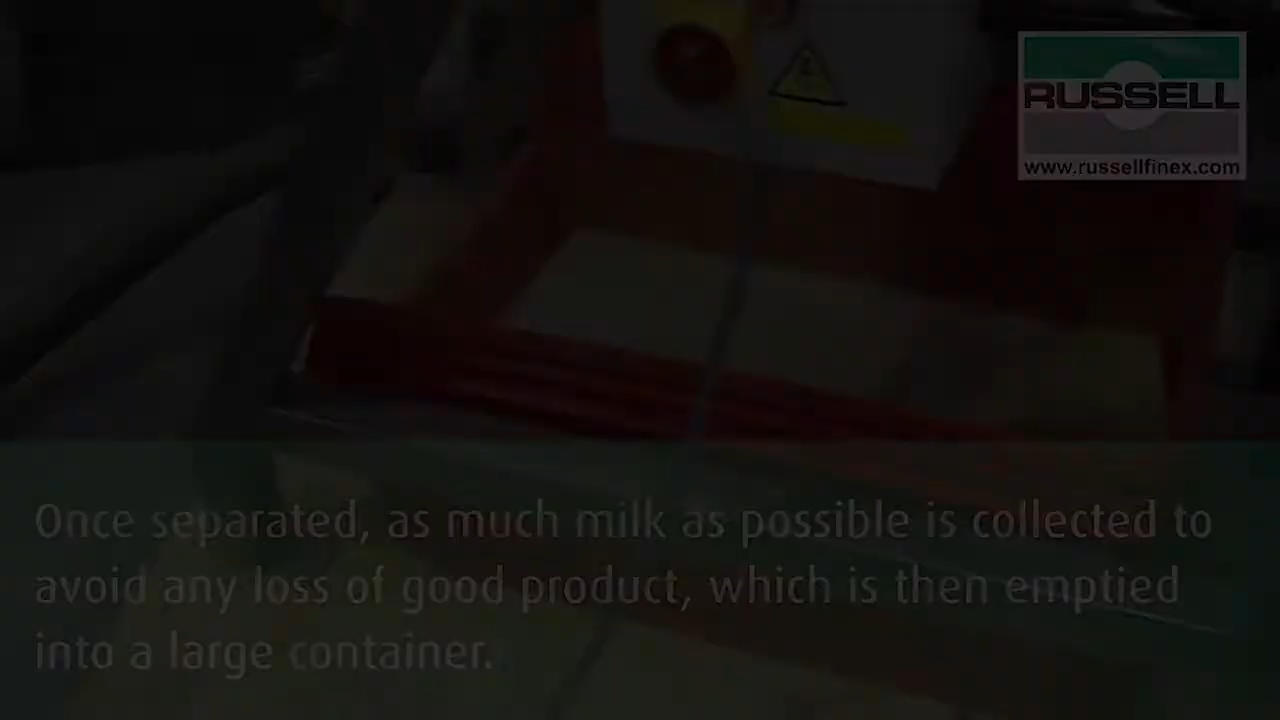 RUSSELL
www.russellfinex.com
Once separated, as much milk as possible is collected to
avoid any loss of good product, which is then emptied
into a large container.